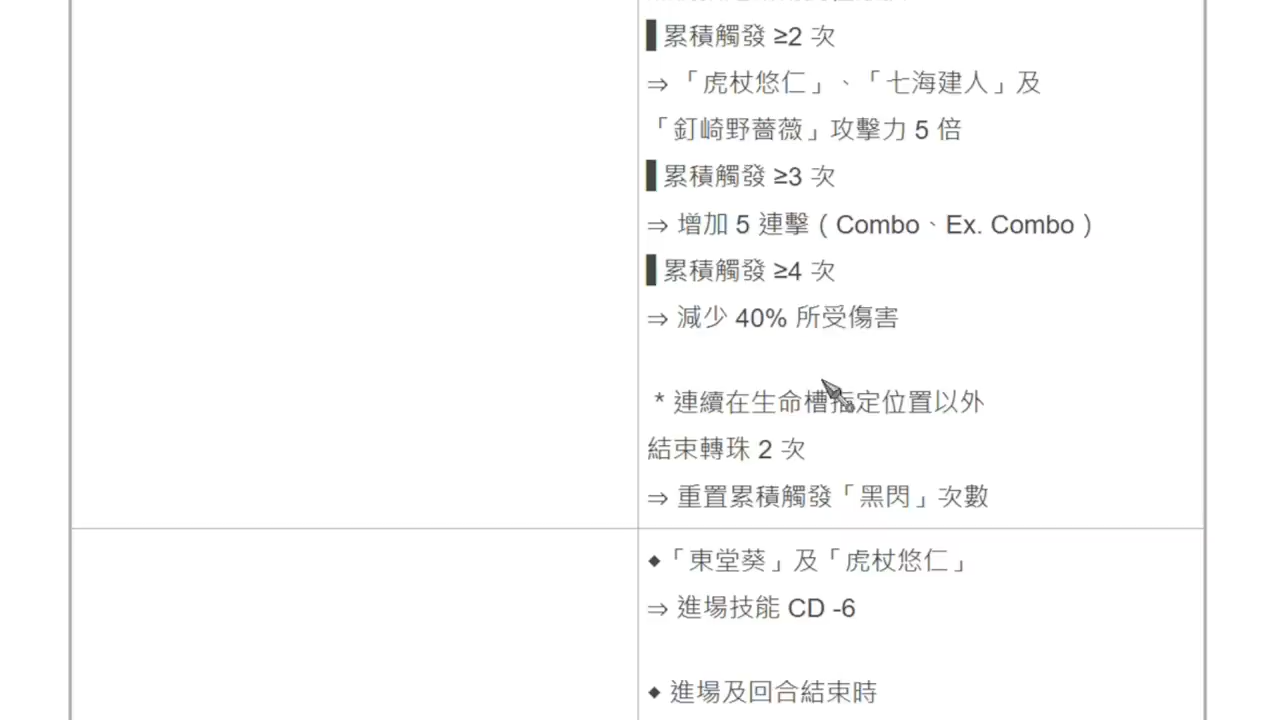 ▌累積觸發 ≥2 次
⇒ 「虎杖悠仁」、「七海建人」及
「釘崎野薔薇」攻擊力 5 倍
▌累積觸發 ≥3 次
⇒ 增加 5 連擊（Combo、Ex. Combo）
▌累積觸發 ≥4 次
⇒ 減少 40% 所受傷害
* 連續在生命槽指定位置以外
結束轉珠 2 次
⇒ 重置累積觸發「黑閃」次數
◆「東堂葵」及「虎杖悠仁」
⇒ 進場技能 CD -6
◆ 進場及回合結束時